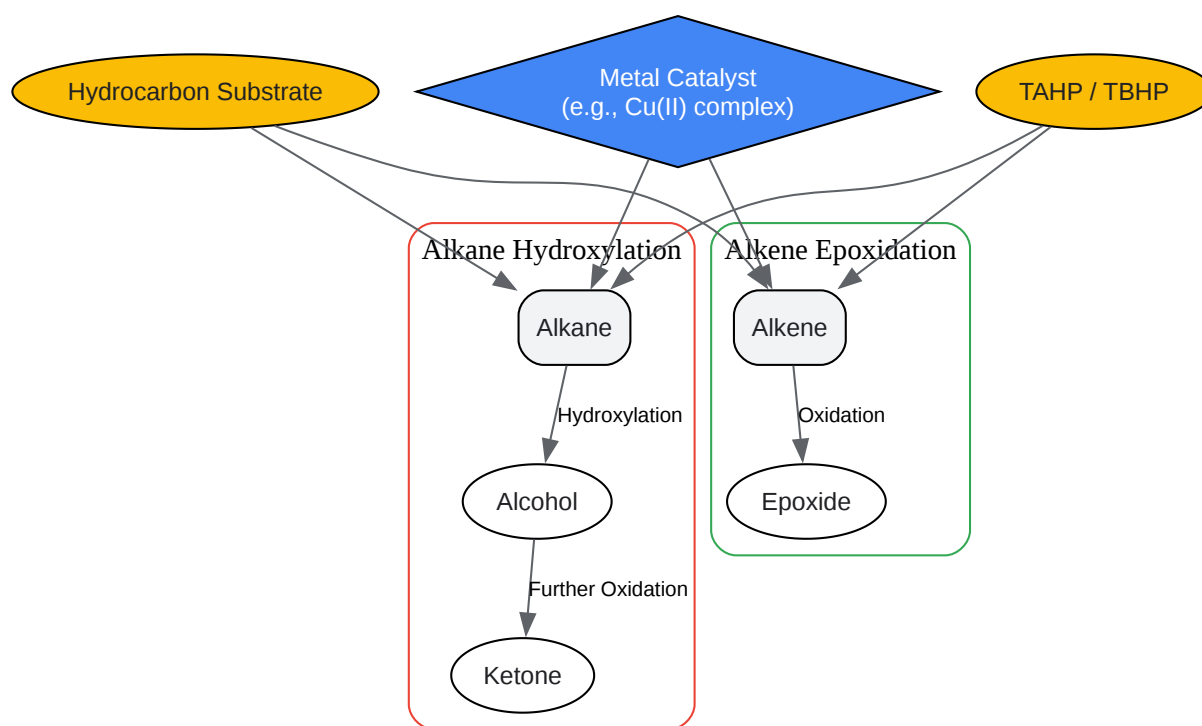 Hydrocarbon Substrate
Metal Catalyst
(e.g., Cu(II) complex)
TAHP / TBHP
Alkane Hydroxylation
Alkene Epoxidation
Alkane
Alkene
Hydroxylation
Oxidation
Alcohol
Epoxide
Further Oxidation
Ketone